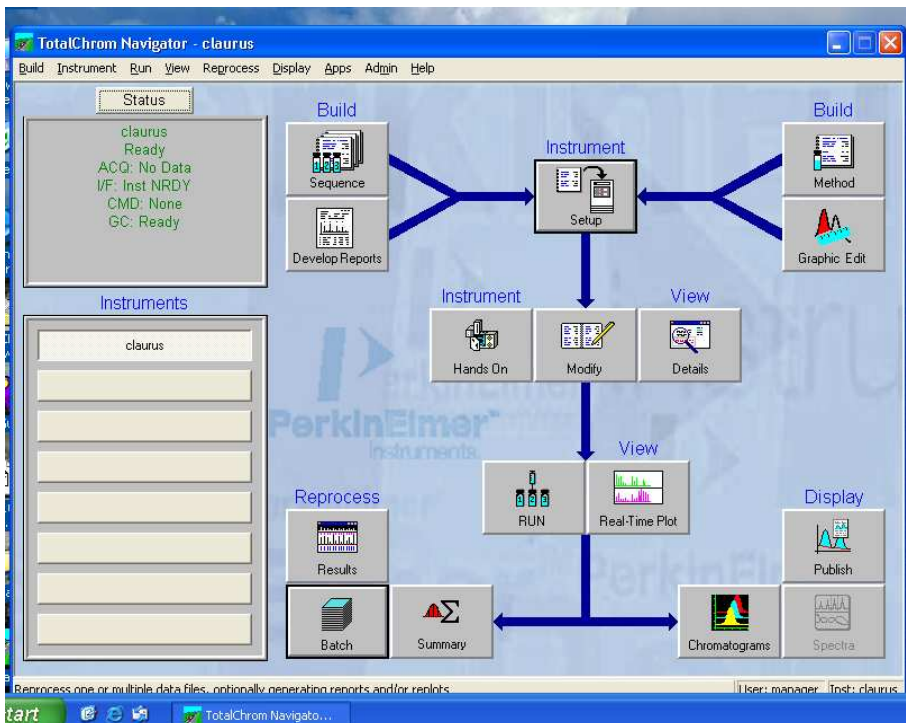 TotalChrom Navigator - claurus
Build Instrument Run View Reprocess Display Apps Admin Help
Status
claurus
Ready
ACQ: No Data
I/F: Inst NRDY
CMD: None
GC: Ready
Instruments
claurus
Build
Sequence
Develop Reports
Instrument
Setup
Build
Method
Graphic Edit
Instrument
Hands On
Modify
View
Details
PerkinElmer
Instruments.
View
RUN
Real-Time Plot
Reprocess
Results
Batch
Summary
Display
Publish
Chromatograms
Spectra
Reprocess one or multiple data files, optionally generating reports and/or replots
User: manager Inst: claurus
tart
TotalChrom Navigato...